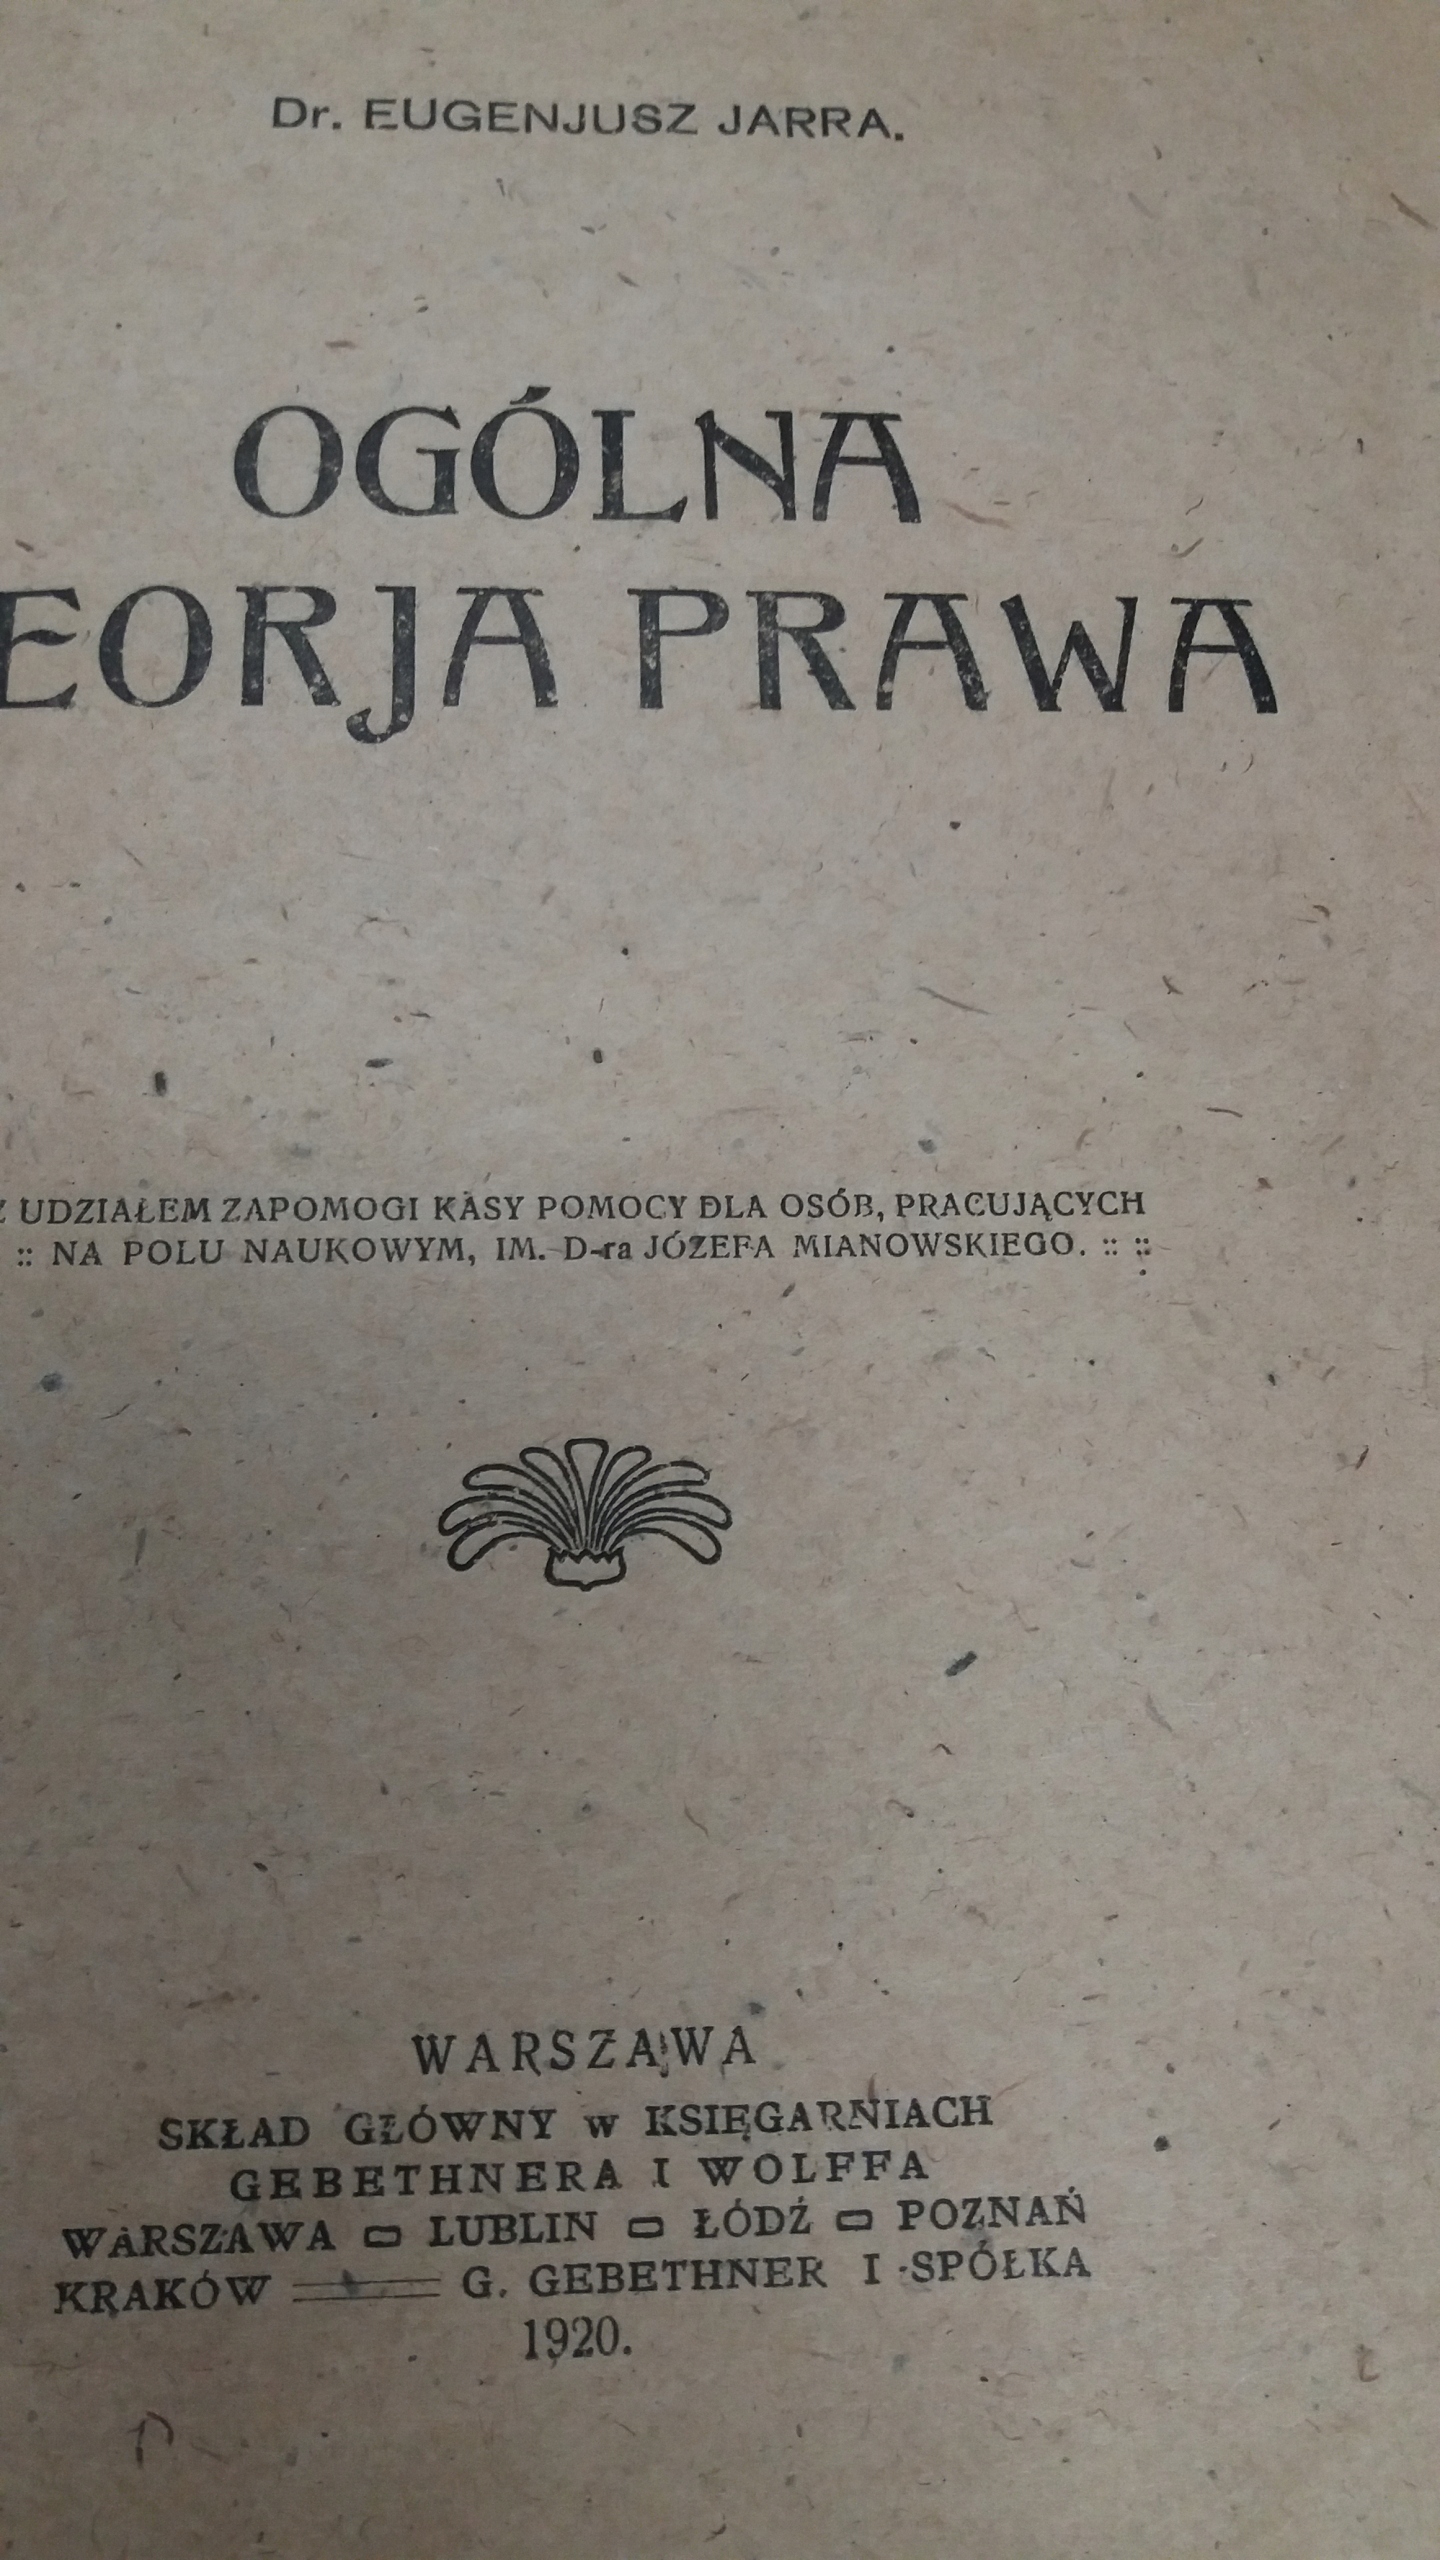 Dr. EUGENJUSZ JARRA.
OGÓLNA
EORJA PRAWA
Z UDZIAŁEM ZAPOMOGI KASY POMOCY DLA OSÓB, PRACUJĄCYCH
:: NA POLU NAUKOWYM, IM. D-ra JÓZEFA MIANOWSKIEGO. :: ::
WARSZAWA
SKŁAD GŁÓWNY w KSIĘGARNIACH
GEBETHNERA I WOLFFA
WARSZAWA ▭ LUBLIN ▭ ŁÓDŹ ▭ POZNAŃ
KRAKÓW ═══ G. GEBETHNER I SPÓŁKA
1920.